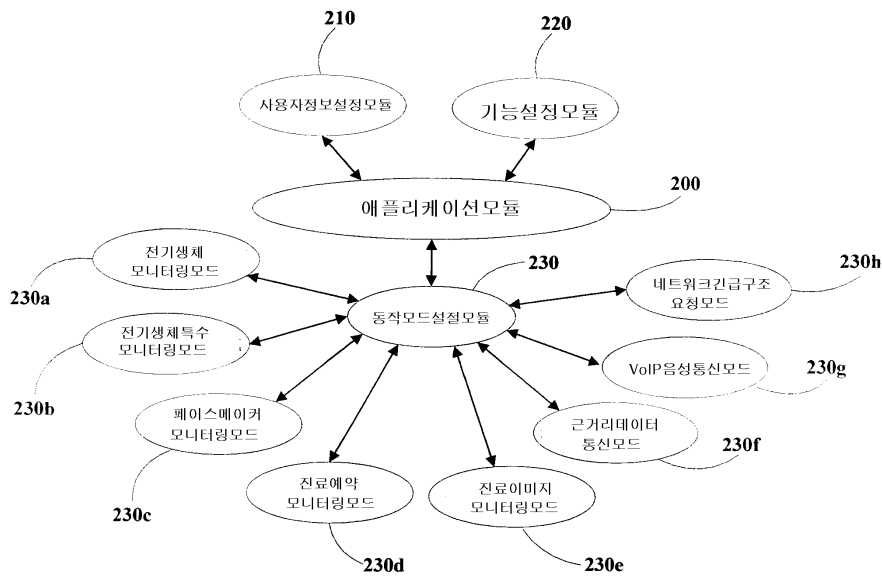 210
220
사용자정보설정모듈
기능설정모듈
200
애플리케이션모듈
전기생체
모니터링모드
230a
230
동작모드설절모듈
230h
네트워크긴급구조
요청모드
전기생체특수
모니터링모드
230b
VoIP음성통신모드
230g
페이스메이커
모니터링모드
230c
근거리데이터
통신모드
230f
진료예약
모니터링모드
230d
진료이미지
모니터링모드
230e